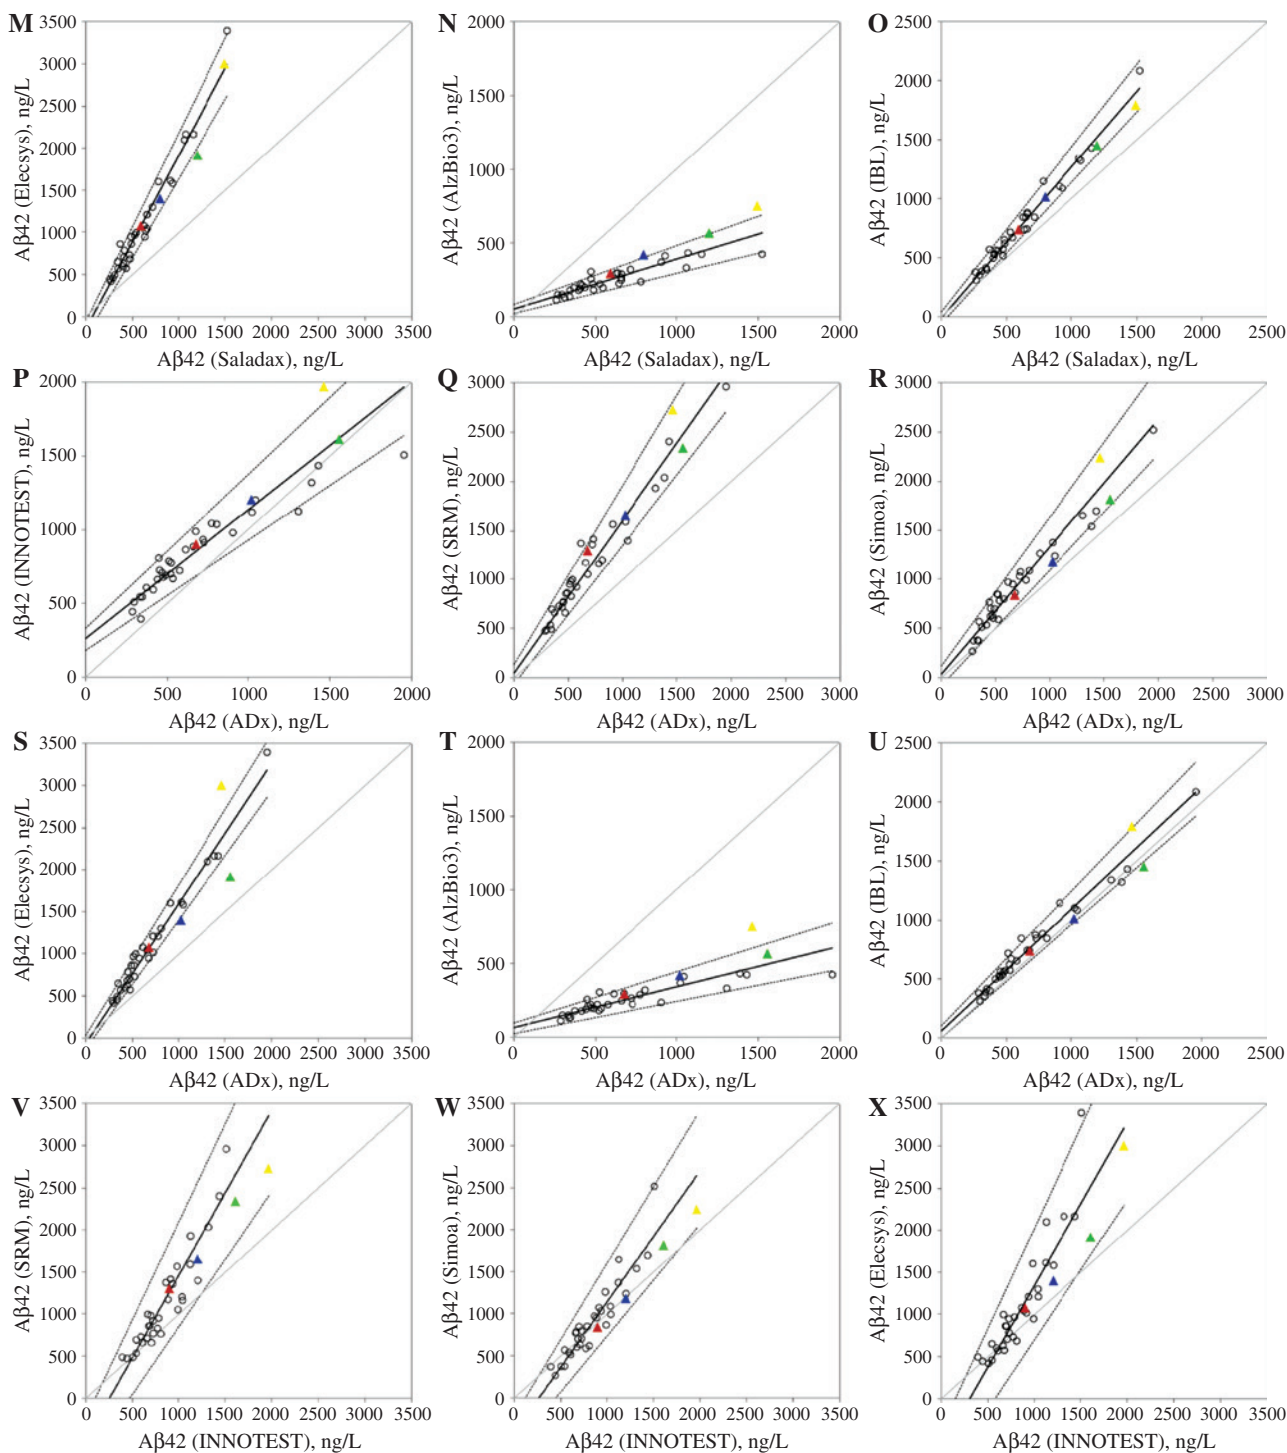 M
3500
3000
2500
2000
1500
1000
500
0
Aβ42 (Elecsys), ng/L
0 500 1000 1500 2000 2500 3000 3500
Aβ42 (Saladax), ng/L
N
2000
1500
1000
500
0
Aβ42 (AlzBio3), ng/L
0 500 1000 1500 2000
Aβ42 (Saladax), ng/L
O
2500
2000
1500
1000
500
0
Aβ42 (IBL), ng/L
0 500 1000 1500 2000 2500
Aβ42 (Saladax), ng/L
P
2000
1500
1000
500
0
Aβ42 (INNOTEST), ng/L
0 500 1000 1500 2000
Aβ42 (ADx), ng/L
Q
3000
2500
2000
1500
1000
500
0
Aβ42 (SRM), ng/L
0 500 1000 1500 2000 2500 3000
Aβ42 (ADx), ng/L
R
3000
2500
2000
1500
1000
500
0
Aβ42 (Simoa), ng/L
0 500 1000 1500 2000 2500 3000
Aβ42 (ADx), ng/L
S
3500
3000
2500
2000
1500
1000
500
0
Aβ42 (Elecsys), ng/L
0 500 1000 1500 2000 2500 3000 3500
Aβ42 (ADx), ng/L
T
2000
1500
1000
500
0
Aβ42 (AlzBio3), ng/L
0 500 1000 1500 2000
Aβ42 (ADx), ng/L
U
2500
2000
1500
1000
500
0
Aβ42 (IBL), ng/L
0 500 1000 1500 2000 2500
Aβ42 (ADx), ng/L
V
3500
3000
2500
2000
1500
1000
500
0
Aβ42 (SRM), ng/L
0 500 1000 1500 2000 2500 3000 3500
Aβ42 (INNOTEST), ng/L
W
3500
3000
2500
2000
1500
1000
500
0
Aβ42 (Simoa), ng/L
0 500 1000 1500 2000 2500 3000 3500
Aβ42 (INNOTEST), ng/L
X
3500
3000
2500
2000
1500
1000
500
0
Aβ42 (Elecsys), ng/L
0 500 1000 1500 2000 2500 3000 3500
Aβ42 (INNOTEST), ng/L